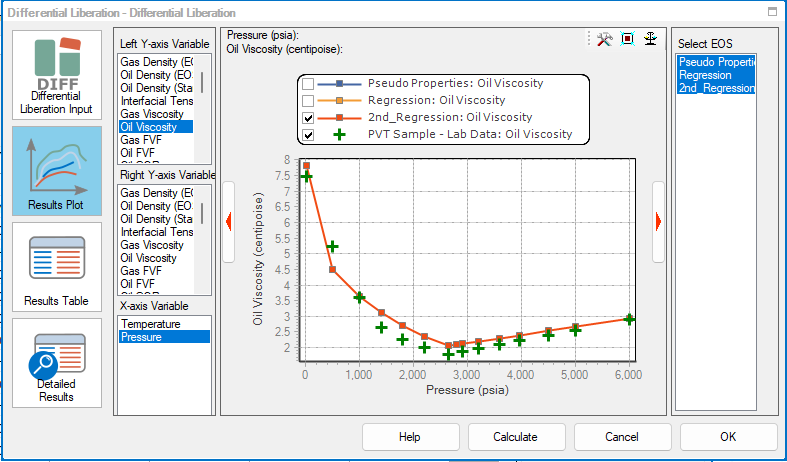 Differential Liberation - Differential Liberation
DIFF
Differential
Liberation Input
Results Plot
Results Table
Detailed
Results
Left Y-axis Variable
Gas Density (EC
Oil Density (EO
Oil Density (Sta
Interfacial Tens
Gas Viscosity
Oil Viscosity
Gas FVF
Oil FVF
Right Y-axis Variable
Gas Density (EC
Oil Density (EO
Oil Density (Sta
Interfacial Tens
Gas Viscosity
Oil Viscosity
Gas FVF
Oil FVF
X-axis Variable
Temperature
Pressure
Pressure (psia):
Oil Viscosity (centipoise):
Pseudo Properties: Oil Viscosity
Regression: Oil Viscosity
2nd_Regression: Oil Viscosity
PVT Sample - Lab Data: Oil Viscosity
Oil Viscosity (centipoise)
8
7.5
7
6.5
6
5.5
5
4.5
4
3.5
3
2.5
2
0 1,000 2,000 3,000 4,000 5,000 6,000
Pressure (psia)
Select EOS
Pseudo Properti
Regression
2nd_Regression
Help Calculate Cancel OK